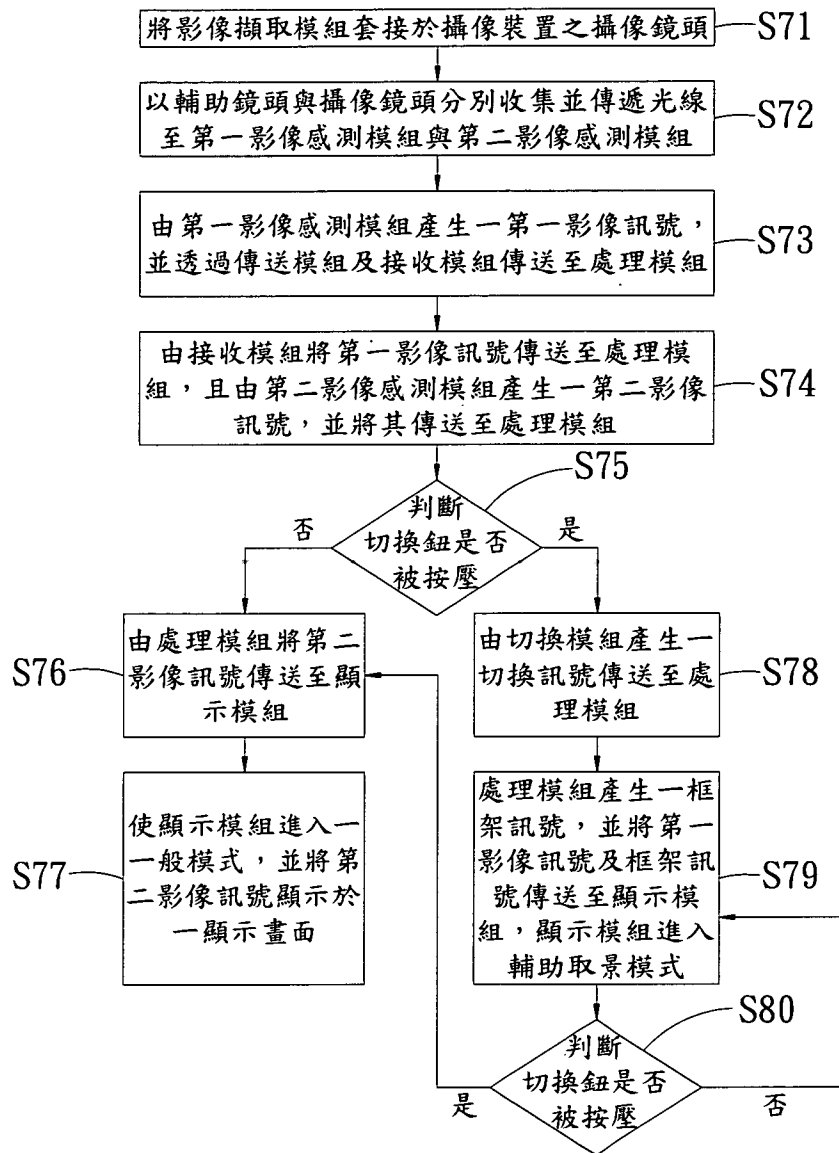 將影像擷取模組套接於攝像裝置之攝像鏡頭
S71
以輔助鏡頭與攝像鏡頭分別收集並傳遞光線
至第一影像感測模組與第二影像感測模組
S72
由第一影像感測模組產生一第一影像訊號，
並透過傳送模組及接收模組傳送至處理模組
S73
由接收模組將第一影像訊號傳送至處理模
組，且由第二影像感測模組產生一第二影像
訊號，並將其傳送至處理模組
S74
S75
判斷
切換鈕是否
被按壓
否
是
由處理模組將第二
影像訊號傳送至顯
示模組
S76
由切換模組產生一
切換訊號傳送至處
理模組
S78
使顯示模組進入一
一般模式，並將第
二影像訊號顯示於
一顯示畫面
S77
處理模組產生一框
架訊號，並將第一
影像訊號及框架訊
號傳送至顯示模
組，顯示模組進入
輔助取景模式
S79
S80
判斷
切換鈕是否
被按壓
是
否